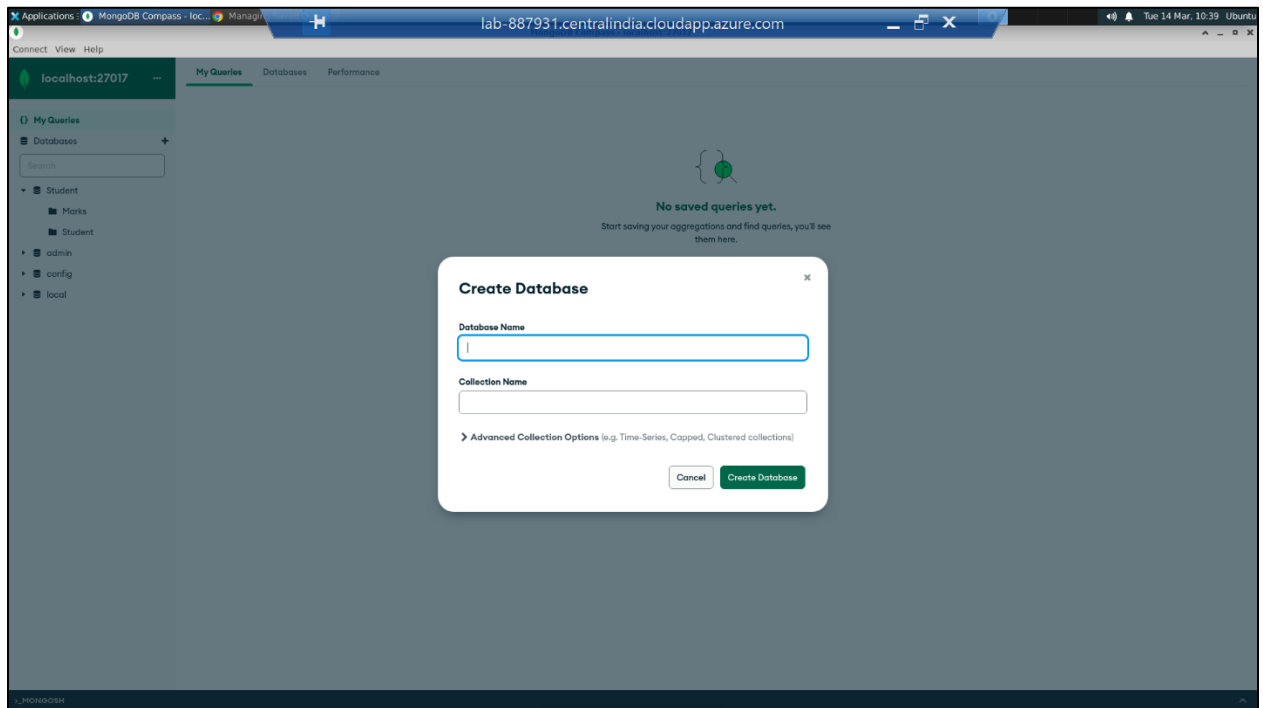 Applications
MongoDB Compass - loc...
lab-887931.centralindia.cloudapp.azure.com
Tue 14 Mar, 10:39 Ubuntu
Connect View Help
localhost:27017 ...
My Queries Databases Performance
My Queries
Databases +
Search
Student
Marks
Student
admin
config
local
No saved queries yet.
Start saving your aggregations and find queries, you'll see
them here.
Create Database
Database Name
Collection Name
Advanced Collection Options (e.g. Time-Series, Capped, Clustered collections)
Cancel Create Database
>_MONGOSH